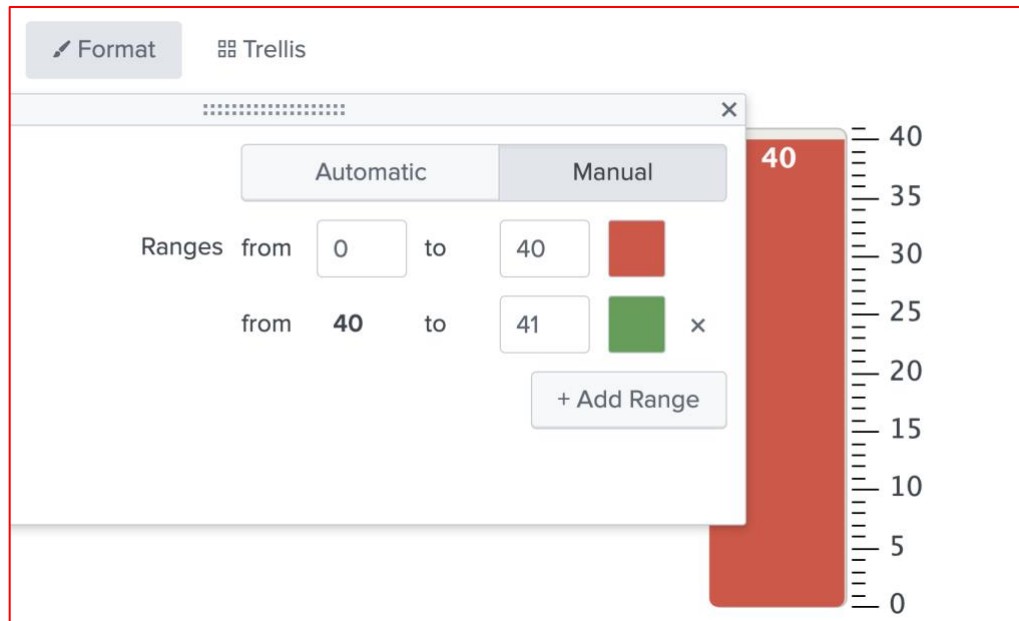 Format Trellis
×
Automatic Manual
Ranges from 0 to 40
from 40 to 41 ×
+ Add Range
40
40
35
30
25
20
15
10
5
0